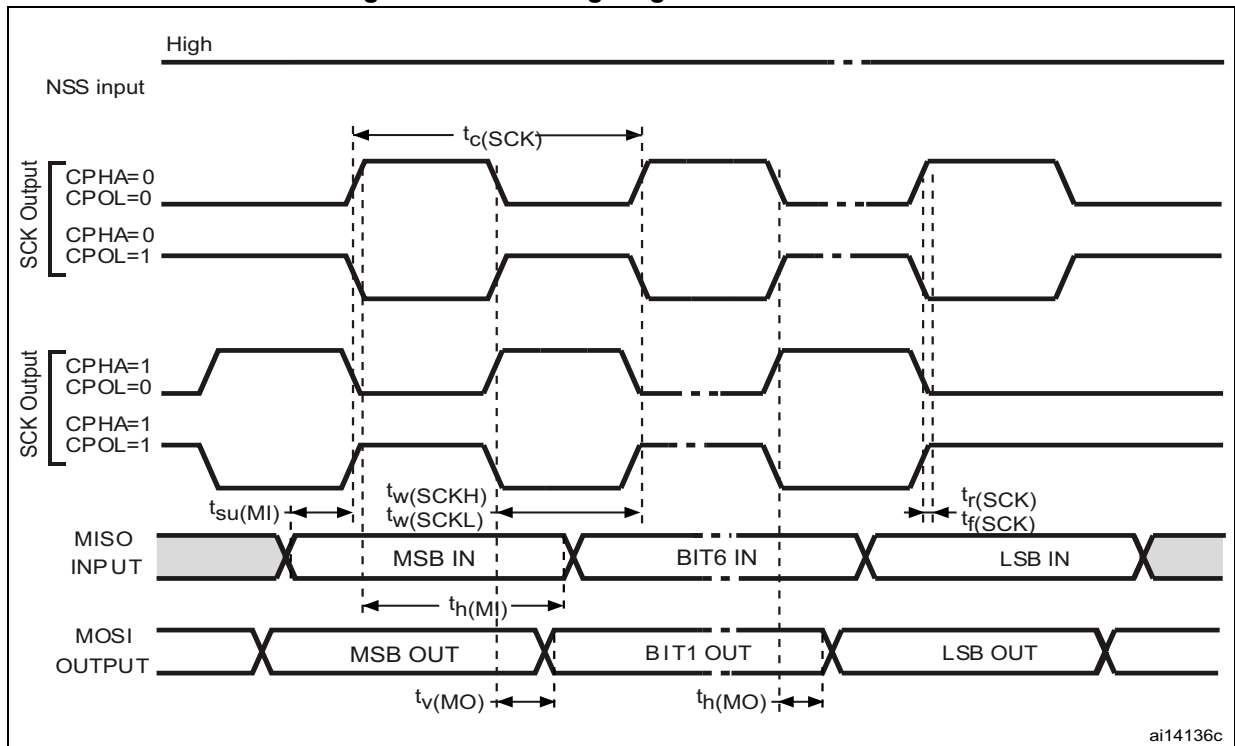 High
NSS input
tc(SCK)
SCK Output
CPHA=0
CPOL=0
CPHA=0
CPOL=1
SCK Output
CPHA=1
CPOL=0
CPHA=1
CPOL=1
tsu(MI)
tw(SCKH)
tw(SCKL)
tr(SCK)
tf(SCK)
MISO
INPUT
MSB IN
BIT6 IN
LSB IN
th(MI)
MOSI
OUTPUT
MSB OUT
BIT1 OUT
LSB OUT
tv(MO)
th(MO)
ai14136c